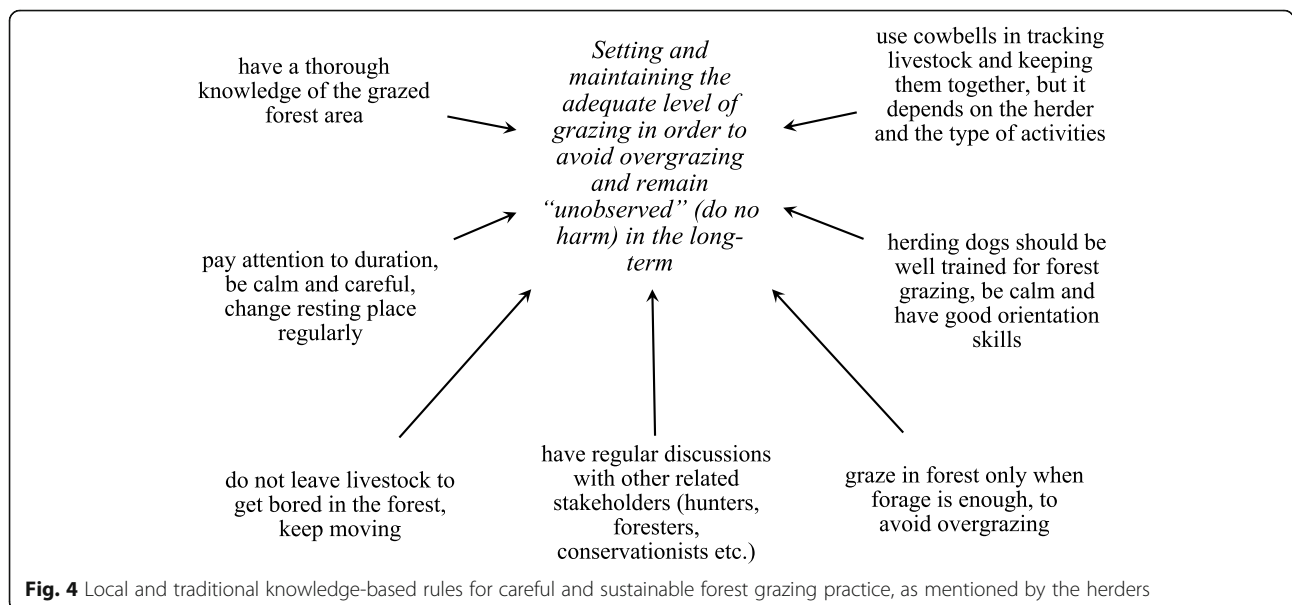 Setting and
maintaining the
adequate level of
grazing in order to
avoid overgrazing
and remain
“unobserved” (do no
harm) in the long-
term
have a thorough
knowledge of the grazed
forest area
use cowbells in tracking
livestock and keeping
them together, but it
depends on the herder
and the type of activities
pay attention to duration,
be calm and careful,
change resting place
regularly
herding dogs should be
well trained for forest
grazing, be calm and
have good orientation
skills
do not leave livestock to
get bored in the forest,
keep moving
have regular discussions
with other related
stakeholders (hunters,
foresters,
conservationists etc.)
graze in forest only when
forage is enough, to
avoid overgrazing
Fig. 4 Local and traditional knowledge-based rules for careful and sustainable forest grazing practice, as mentioned by the herders